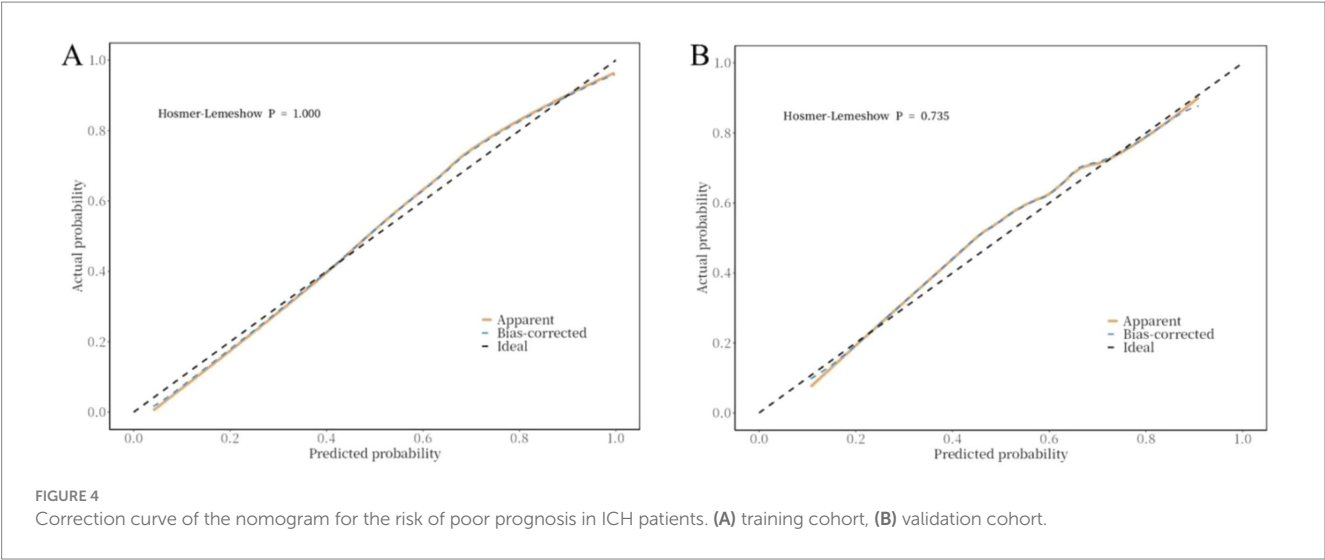 A
1.0
0.8
0.6
0.4
0.2
0.0
Actual probability
Hosmer-Lemeshow P = 1.000
Apparent
Bias-corrected
Ideal
0.0 0.2 0.4 0.6 0.8 1.0
Predicted probability
B
1.0
0.8
0.6
0.4
0.2
0.0
Actual probability
Hosmer-Lemeshow P = 0.735
Apparent
Bias-corrected
Ideal
0.0 0.2 0.4 0.6 0.8 1.0
Predicted probability
FIGURE 4
Correction curve of the nomogram for the risk of poor prognosis in ICH patients. (A) training cohort, (B) validation cohort.